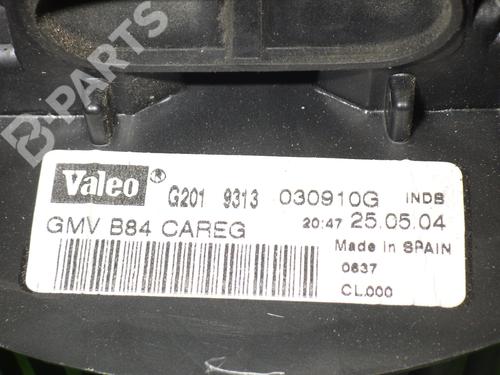 B-PARTS
Valeo ® G201 9313 030910G INDB
GMV B84 CAREG 20:47 25.05.04
Made in SPAIN
0637
CL.000